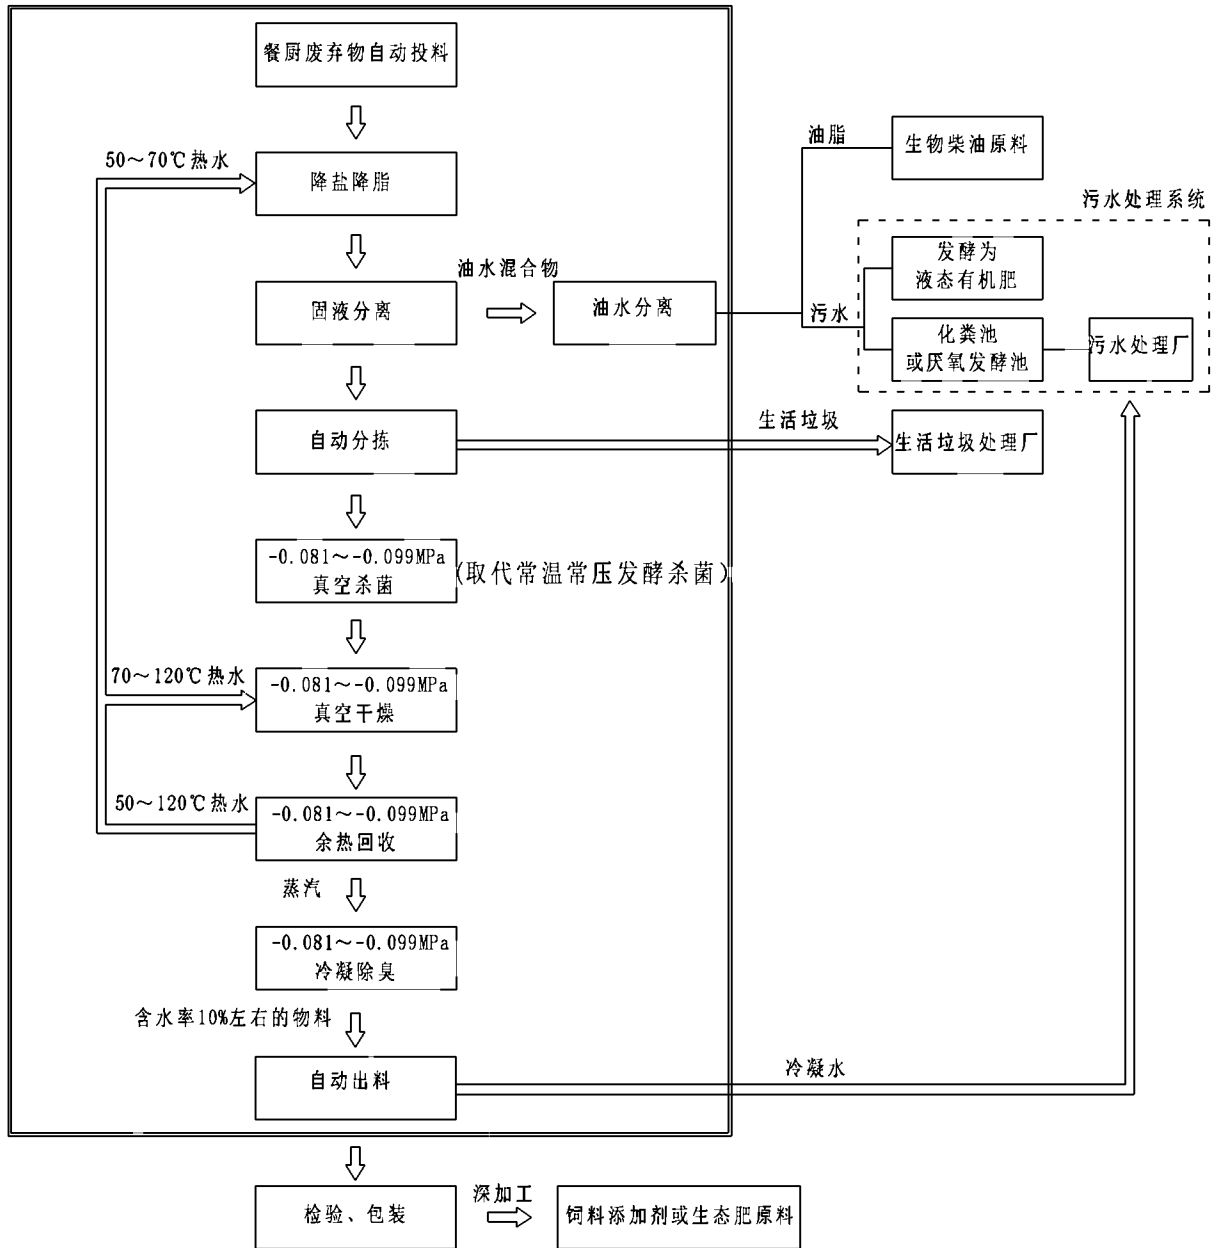 餐厨废弃物自动投料
50～70℃热水
降盐降脂
油脂
生物柴油原料
污水处理系统
油水混合物
固液分离
油水分离
污水
发酵为
液态有机肥
化粪池
或厌氧发酵池
污水处理厂
自动分拣
生活垃圾
生活垃圾处理厂
-0.081～-0.099MPa
真空杀菌
(取代常温常压发酵杀菌)
70～120℃热水
-0.081～-0.099MPa
真空干燥
50～120℃热水
-0.081～-0.099MPa
余热回收
蒸汽
-0.081～-0.099MPa
冷凝除臭
含水率10%左右的物料
自动出料
冷凝水
检验、包装
深加工
饲料添加剂或生态肥原料